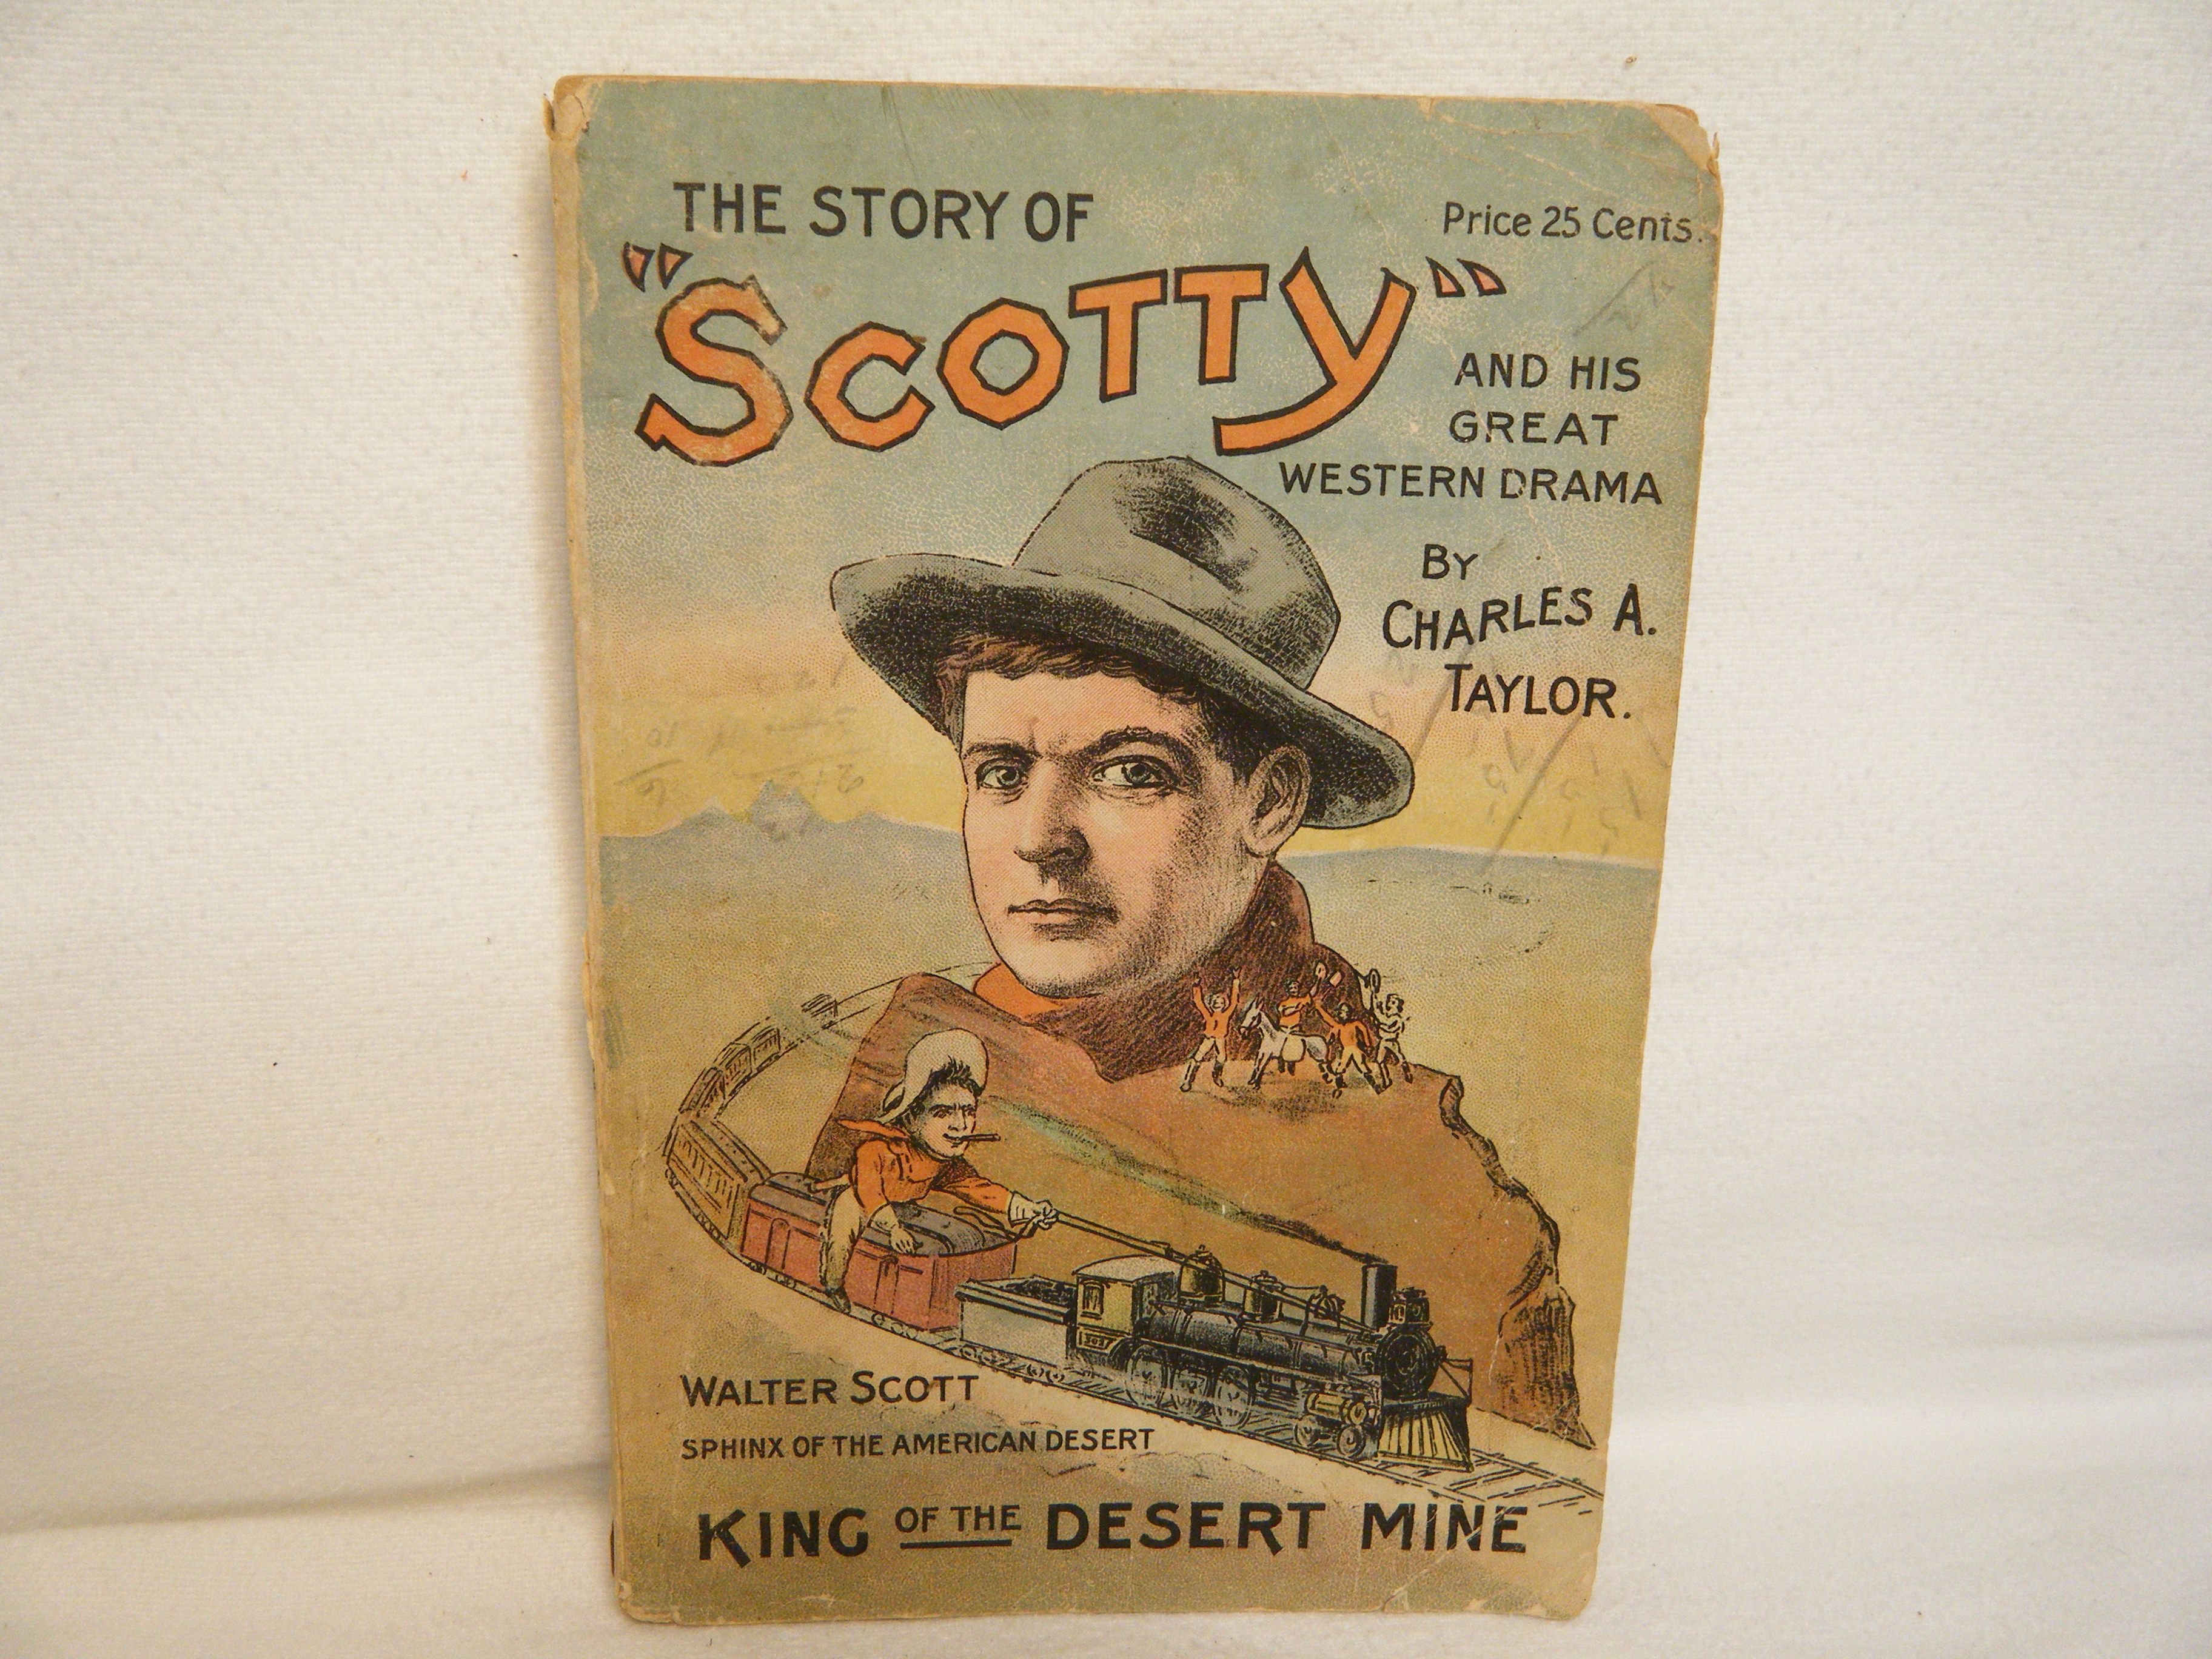 THE STORY OF
Price 25 Cents.
"SCOTTY"
AND HIS
GREAT
WESTERN DRAMA
BY
CHARLES A.
TAYLOR.
WALTER SCOTT
SPHINX OF THE AMERICAN DESERT
KING OF THE DESERT MINE